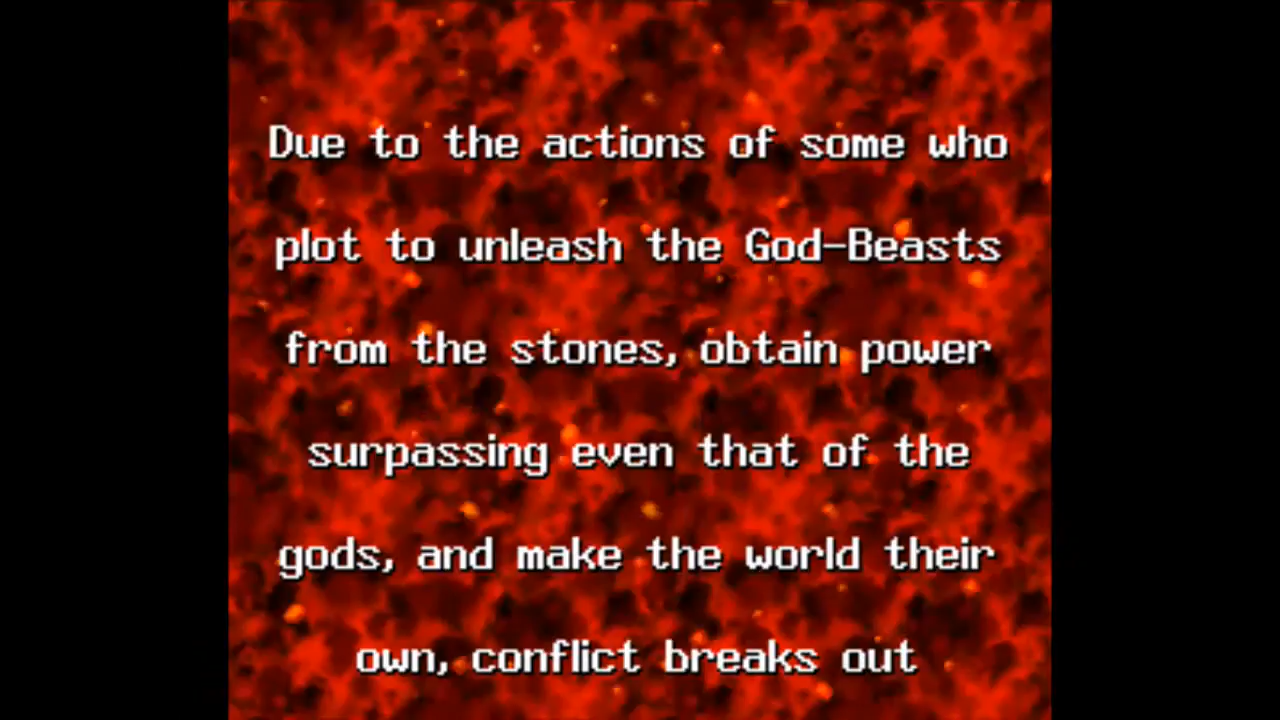 Due to the actions of some who
plot to unleash the God-Beasts
from the stones, obtain power
surpassing even that of the
gods, and make the world their
own, conflict breaks out